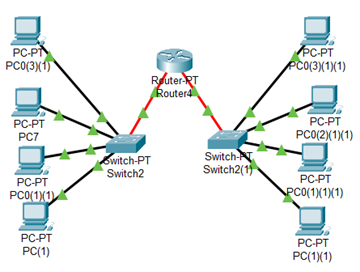 PC-PT
PC0(3)(1)
PC-PT
PC7
PC-PT
PC0(1)(1)
PC-PT
PC(1)
Switch-PT
Switch2
Router-PT
Router4
Switch-PT
Switch2(1)
PC-PT
PC0(3)(1)(1)
PC-PT
PC0(2)(1)(1)
PC-PT
PC0(1)(1)(1)
PC-PT
PC(1)(1)